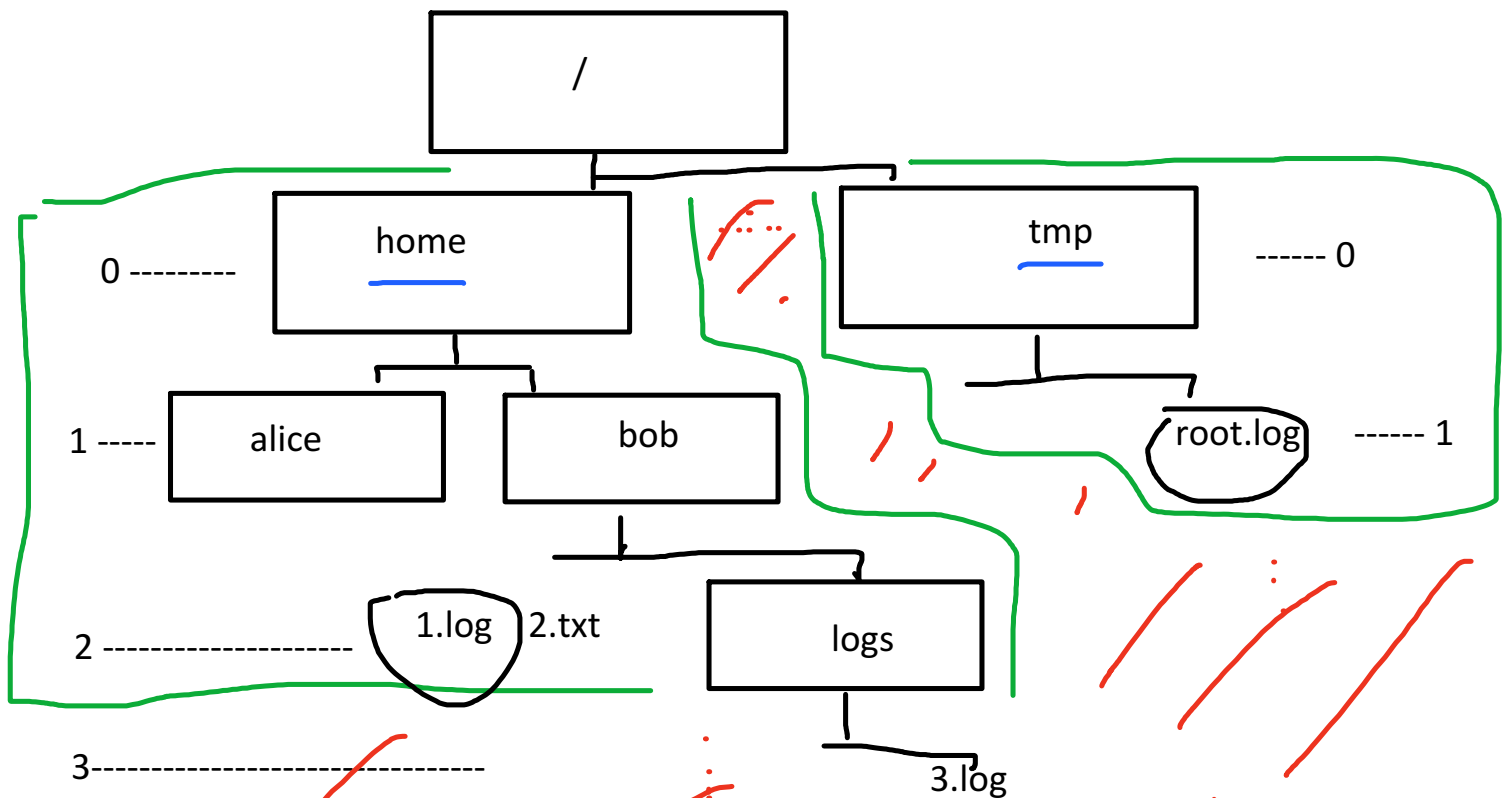 /
home
tmp
0 ---------
------ 0
1 -----
alice
bob
root.log
------ 1
2 ---------------------
1.log
2.txt
logs
3---------------------------------
3.log